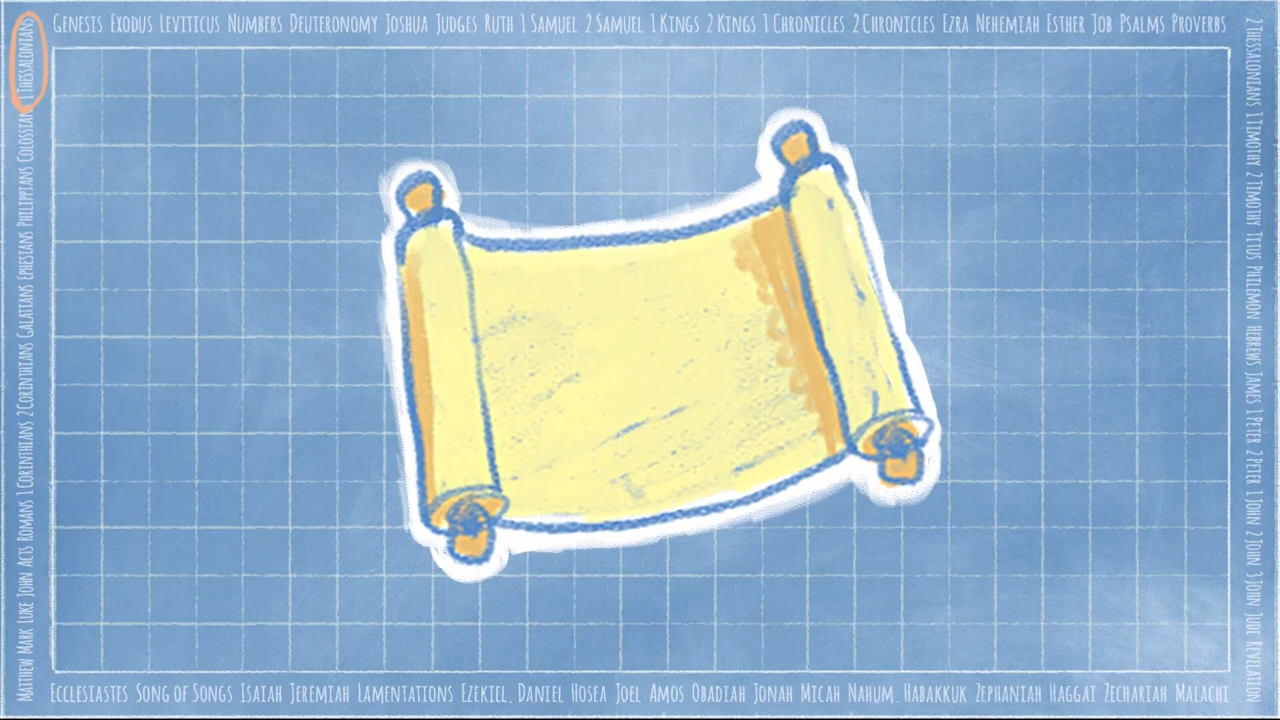 Genesis Exodus Leviticus Numbers Deuteronomy Joshua Judges Ruth 1 Samuel 2 Samuel 1 Kings 2 Kings 1 Chronicles 2 Chronicles Ezra Nehemiah Esther Job Psalms Proverbs
Ecclesiastes Song of Songs Isaiah Jeremiah Lamentations Ezekiel. Daniel Hosea Joel Amos Obadiah Jonah Micah Nahum. Habakkuk Zephaniah Haggai Zechariah Malachi
Matthew Mark Luke John Acts Romans 1 Corinthians 2 Corinthians Galatians Ephesians Philippians Colossians 1 Thessalonians
2 Thessalonians 1 Timothy 2 Timothy Titus Philemon Hebrews James 1 Peter 2 Peter 1 John 2 John 3 John Jude Revelation